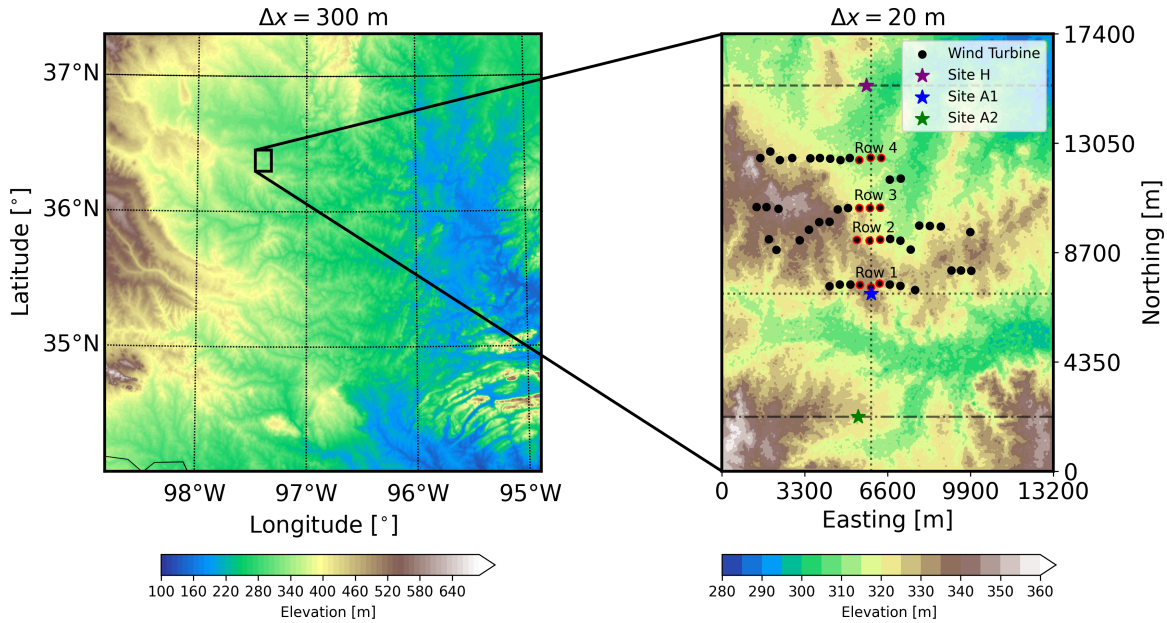 Δx = 300 m
37°N
36°N
35°N
Latitude [°]
98°W 97°W 96°W 95°W
Longitude [°]
100 160 220 280 340 400 460 520 580 640
Elevation [m]
Δx = 20 m
Wind Turbine
Site H
Site A1
Site A2
Row 4
Row 3
Row 2
Row 1
17400
13050
8700
4350
0
Northing [m]
0 3300 6600 9900 13200
Easting [m]
280 290 300 310 320 330 340 350 360
Elevation [m]